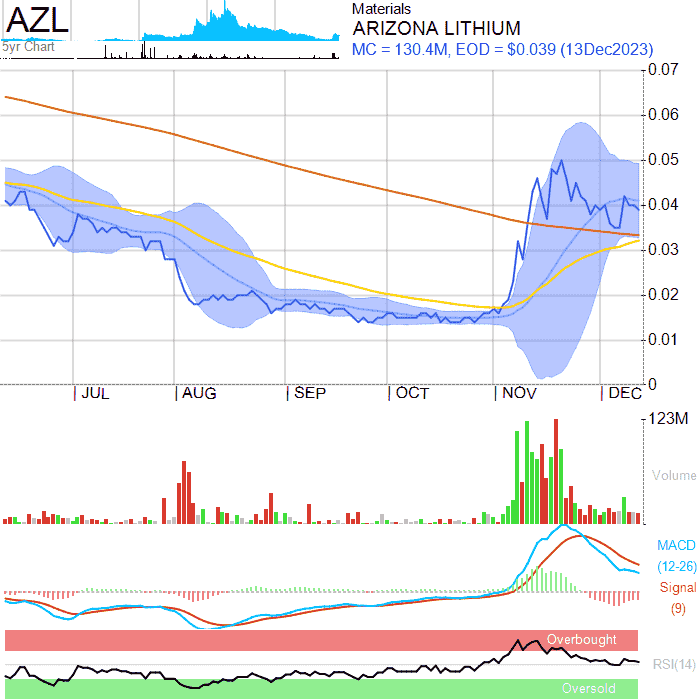 AZL
5yr Chart
Materials
ARIZONA LITHIUM
MC = 130.4M, EOD = $0.039 (13Dec2023)
0.07
0.06
0.05
0.04
0.03
0.02
0.01
0
JUL AUG SEP OCT NOV DEC
123M
Volume
MACD
(12-26)
Signal
(9)
Overbought
RSI(14)
Oversold